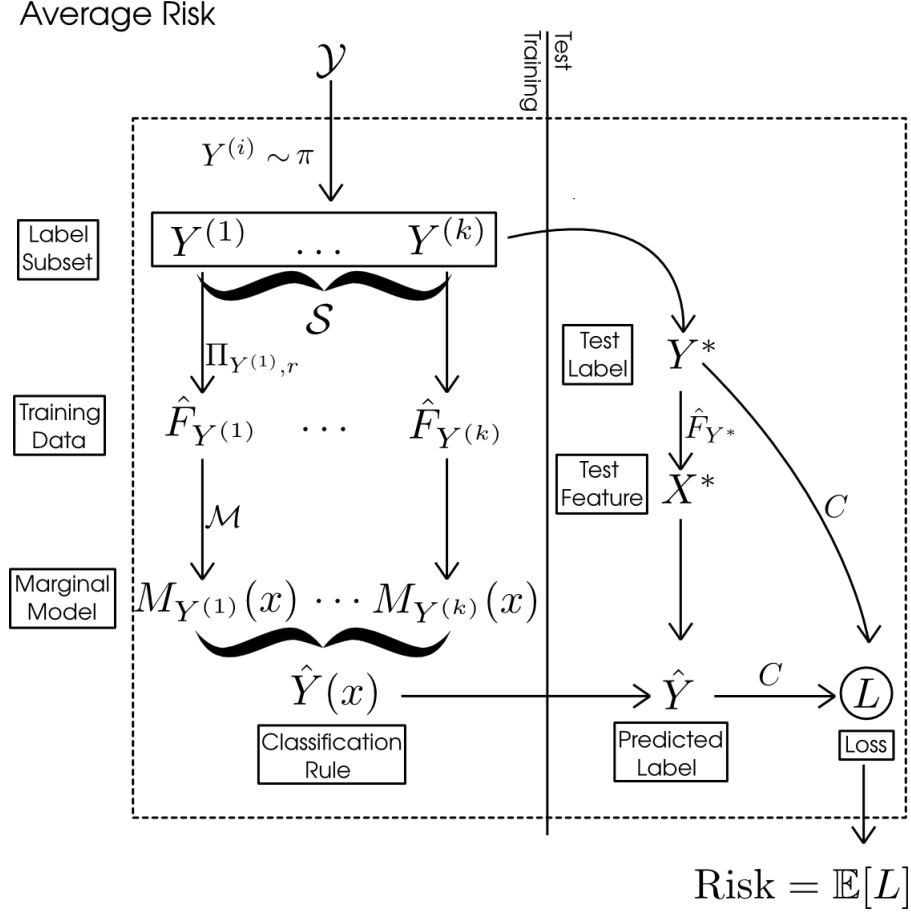 Average Risk
𝒴
Test
Training
Y^{(i)} ∼ π
Label
Subset
Y^{(1)} … Y^{(k)}
𝒮
Π_{Y^{(1)},r}
Test
Label
Y^*
Training
Data
F̂_{Y^{(1)}} … F̂_{Y^{(k)}}
F̂_{Y^*}
Test
Feature
X^*
C
ℳ
Marginal
Model
M_{Y^{(1)}}(x) ⋯ M_{Y^{(k)}}(x)
Ŷ(x)
Ŷ
C
L
Classification
Rule
Predicted
Label
Loss
Risk = 𝔼[L]